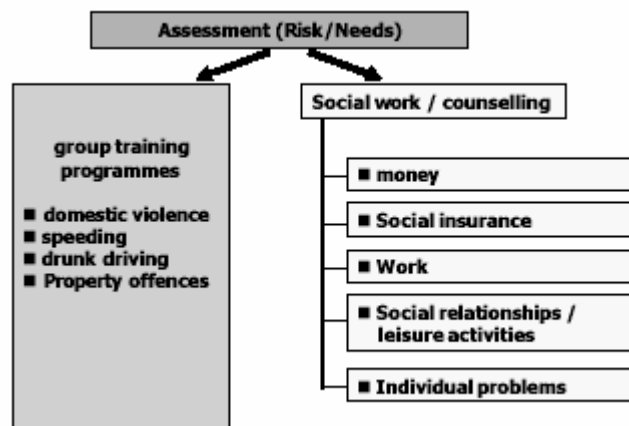 Assessment (Risk/Needs)
group training
programmes
■ domestic violence
■ speeding
■ drunk driving
■ Property offences
Social work / counselling
■ money
■ Social insurance
■ Work
■ Social relationships /
leisure activities
■ Individual problems